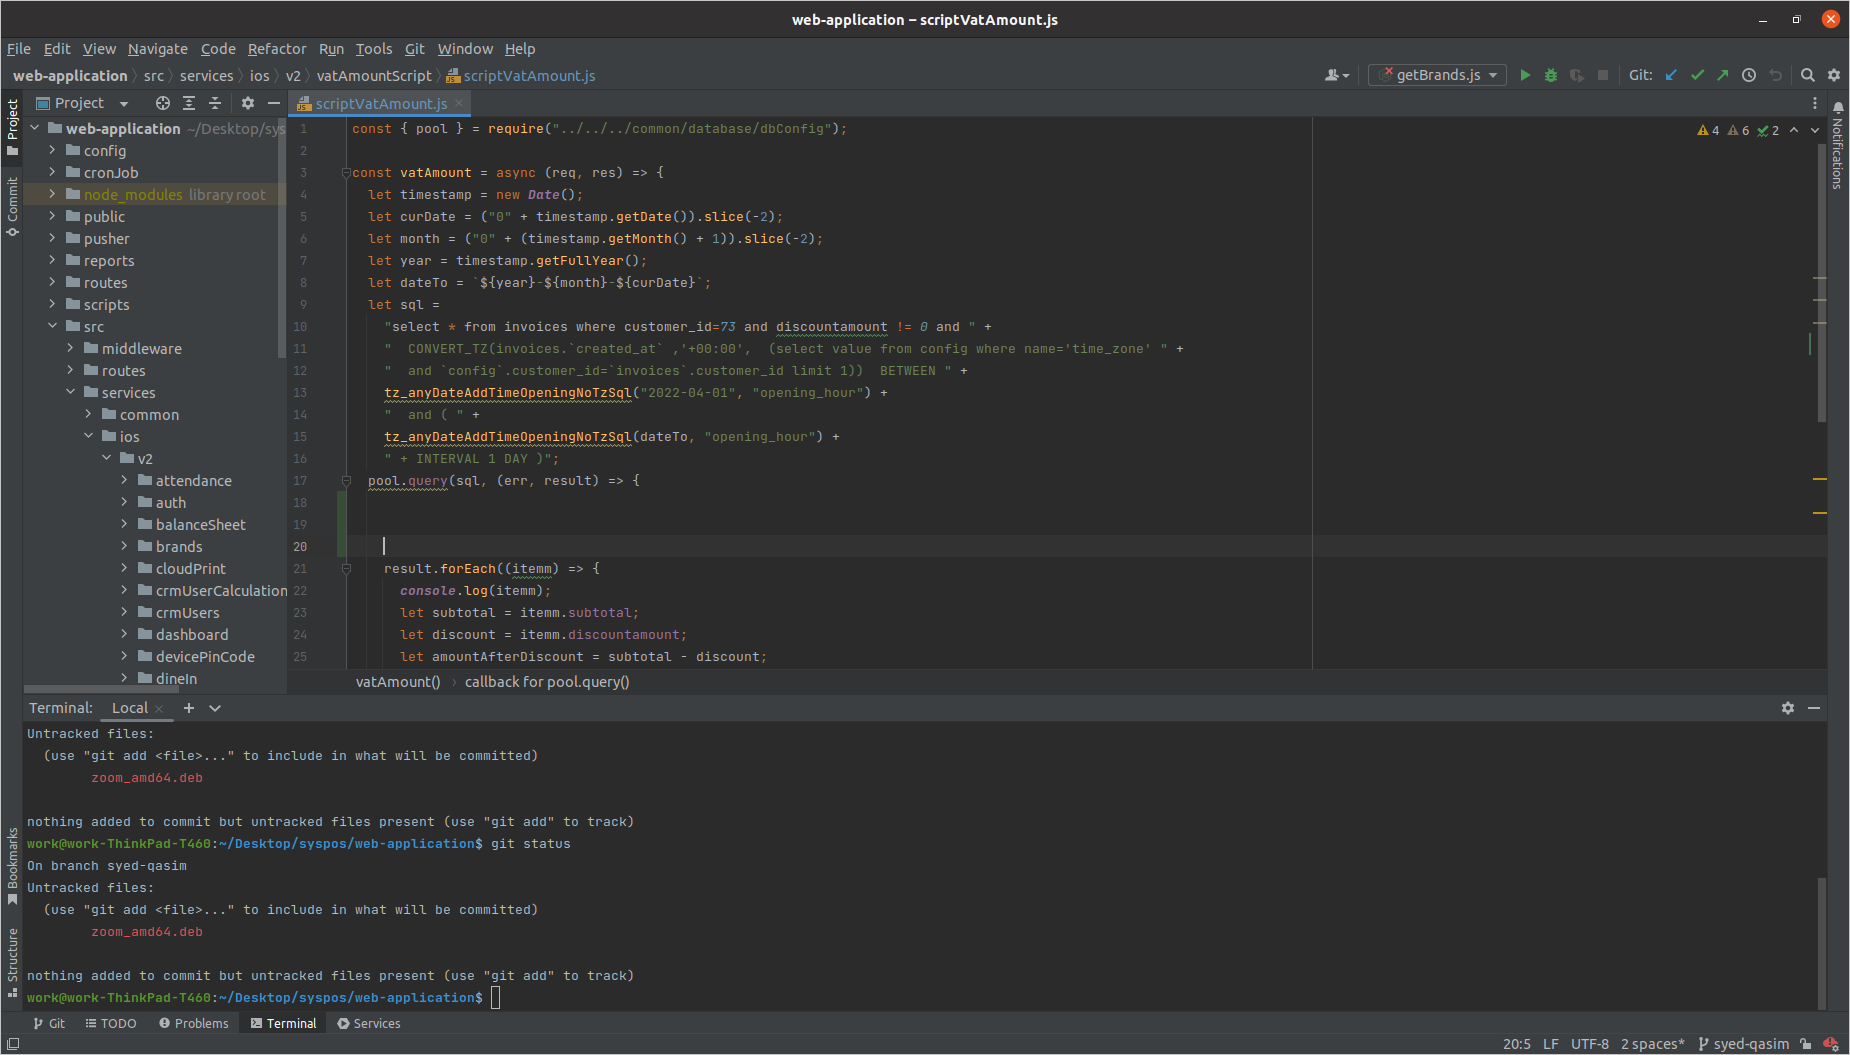 web-application – scriptVatAmount.js
File Edit View Navigate Code Refactor Run Tools Git Window Help
web-application src services ios v2 vatAmountScript scriptVatAmount.js
getBrands.js Git:
Project
scriptVatAmount.js
Project
Commit
Bookmarks
Structure
Notifications
web-application ~/Desktop/sys
config
cronJob
node_modules library root
public
pusher
reports
routes
scripts
src
middleware
routes
services
common
ios
v2
attendance
auth
balanceSheet
brands
cloudPrint
crmUserCalculation
crmUsers
dashboard
devicePinCode
dineIn
4 6 2
1 const { pool } = require("../../../common/database/dbConfig");
2
3 const vatAmount = async (req, res) => {
4 let timestamp = new Date();
5 let curDate = ("0" + timestamp.getDate()).slice(-2);
6 let month = ("0" + (timestamp.getMonth() + 1)).slice(-2);
7 let year = timestamp.getFullYear();
8 let dateTo = `${year}-${month}-${curDate}`;
9 let sql =
10 "select * from invoices where customer_id=73 and discountamount != 0 and " +
11 "  CONVERT_TZ(invoices.`created_at` ,'+00:00',  (select value from config where name='time_zone' " +
12 "  and `config`.customer_id=`invoices`.customer_id limit 1))  BETWEEN " +
13 tz_anyDateAddTimeOpeningNoTzSql("2022-04-01", "opening_hour") +
14 "  and ( " +
15 tz_anyDateAddTimeOpeningNoTzSql(dateTo, "opening_hour") +
16 " + INTERVAL 1 DAY )";
17 pool.query(sql, (err, result) => {
18
19
20
21 result.forEach((itemm) => {
22 console.log(itemm);
23 let subtotal = itemm.subtotal;
24 let discount = itemm.discountamount;
25 let amountAfterDiscount = subtotal - discount;
vatAmount() callback for pool.query()
Terminal: Local
Untracked files:
(use "git add <file>..." to include in what will be committed)
zoom_amd64.deb
nothing added to commit but untracked files present (use "git add" to track)
work@work-ThinkPad-T460:~/Desktop/syspos/web-application$ git status
On branch syed-qasim
Untracked files:
(use "git add <file>..." to include in what will be committed)
zoom_amd64.deb
nothing added to commit but untracked files present (use "git add" to track)
work@work-ThinkPad-T460:~/Desktop/syspos/web-application$
Git TODO Problems Terminal Services
20:5 LF UTF-8 2 spaces* syed-qasim